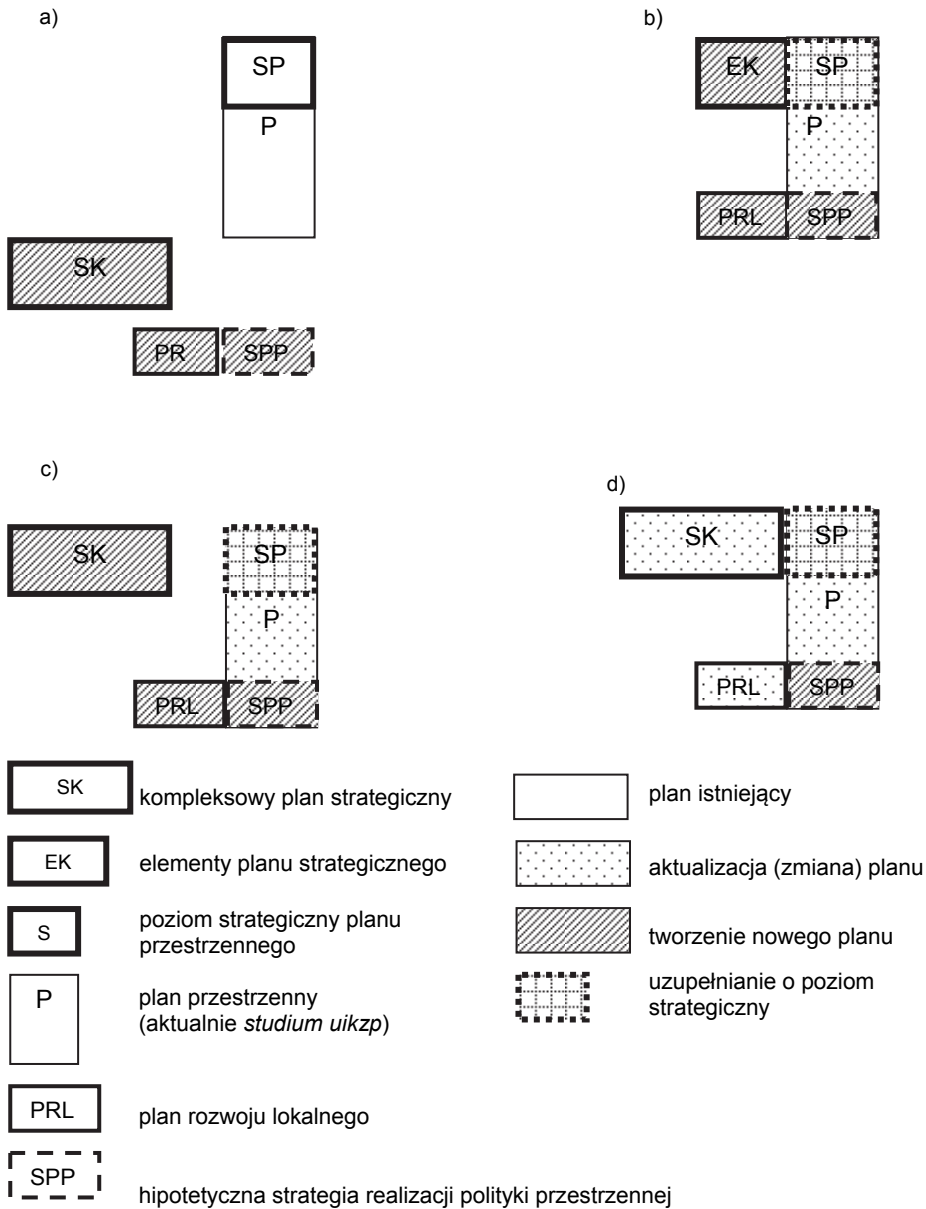 a)
SP
P
SK
PR
SPP
b)
EK
SP
P
PRL
SPP
c)
SK
SP
P
PRL
SPP
d)
SK
SP
P
PRL
SPP
SK
kompleksowy plan strategiczny
EK
elementy planu strategicznego
S
poziom strategiczny planu
przestrzennego
P
plan przestrzenny
(aktualnie studium uikzp)
PRL
plan rozwoju lokalnego
SPP
hipotetyczna strategia realizacji polityki przestrzennej
plan istniejący
aktualizacja (zmiana) planu
tworzenie nowego planu
uzupełnianie o poziom
strategiczny